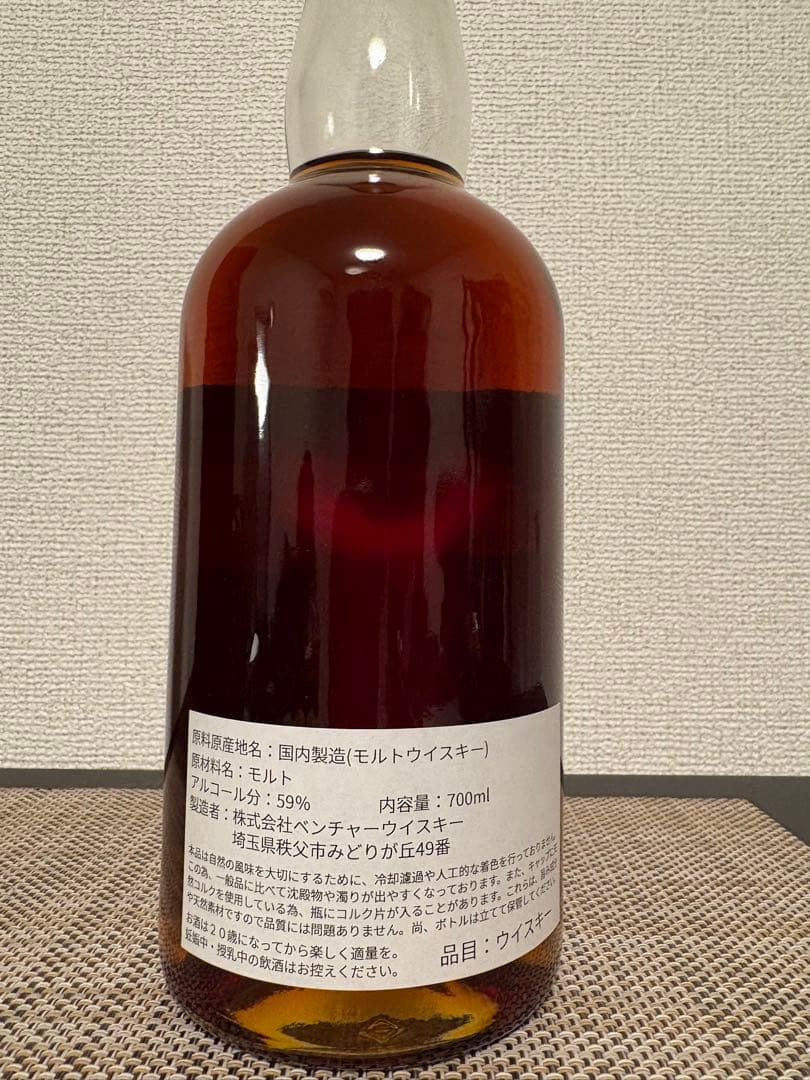 原料原産地名：国内製造(モルトウイスキー)
原材料名：モルト
アルコール分：59%　内容量：700ml
製造者：株式会社ベンチャーウイスキー
埼玉県秩父市みどりが丘49番
本品は自然の風味を大切にするために、冷却濾過や人工的な着色を行っておりません。
この為、一般品に比べて沈殿物や濁りが出やすくなっております。また、キャップに天
然コルクを使用している為、瓶にコルク片が入ることがあります。これらは、旨み成分
や天然素材ですので品質には問題ありません。尚、ボトルは立てて保管してください。
お酒は20歳になってから楽しく適量を。
妊娠中・授乳中の飲酒はお控えください。
品目：ウイスキー